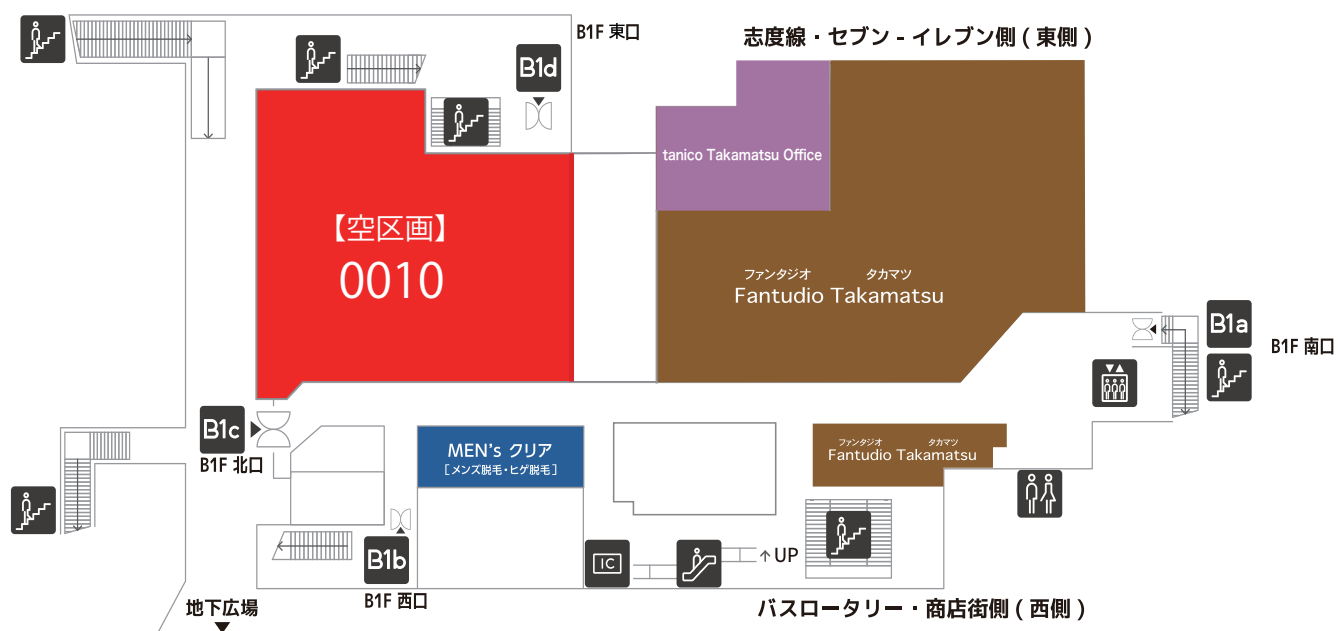 B1F 東口
志度線・セブン - イレブン側 ( 東側 )
B1d
tanico Takamatsu Office
【空区画】
0010
ファンタジオ タカマツ
Fantudio Takamatsu
B1a
B1F 南口
B1c
B1F 北口
MEN's クリア
[ メンズ脱毛・ヒゲ脱毛 ]
ファンタジオ タカマツ
Fantudio Takamatsu
B1b
B1F 西口
IC
↑ UP
地下広場
バスロータリー・商店街側 ( 西側 )